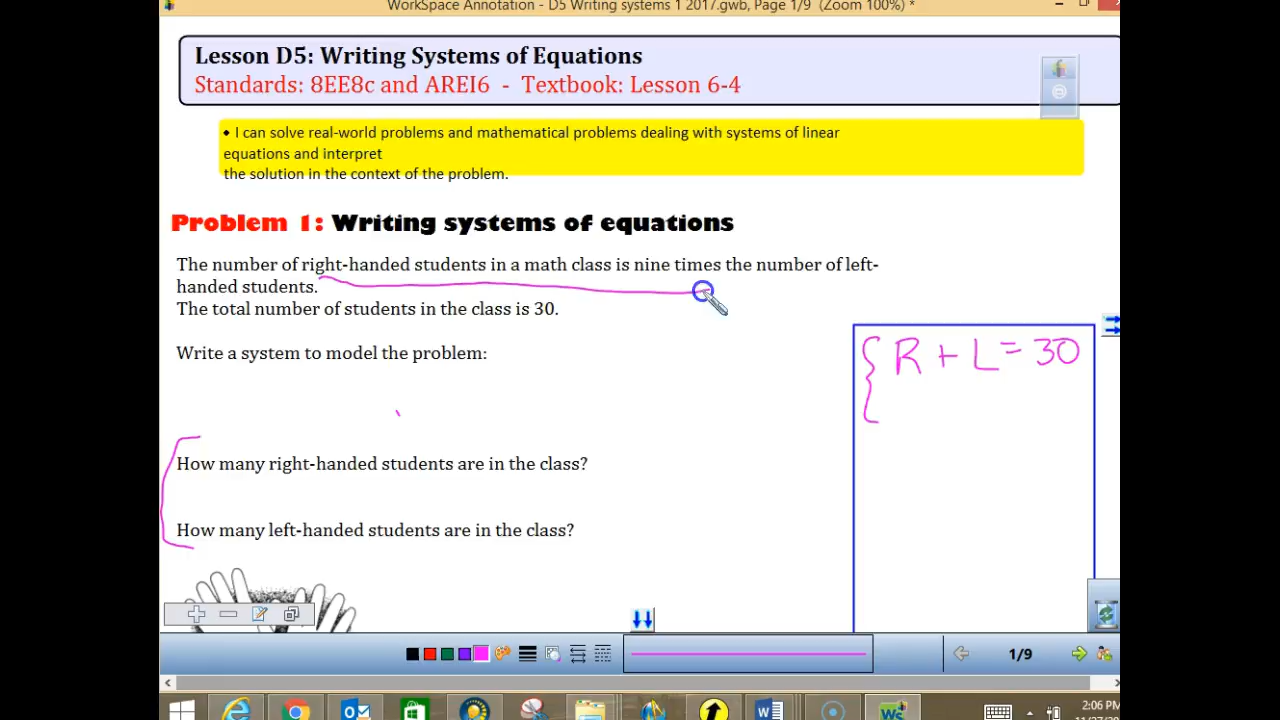 WorkSpace Annotation - D5 Writing systems 1 2017.gwb, Page 1/9 (Zoom 100%) *
Lesson D5: Writing Systems of Equations
Standards: 8EE8c and AREI6 - Textbook: Lesson 6-4
• I can solve real-world problems and mathematical problems dealing with systems of linear
equations and interpret
the solution in the context of the problem.
Problem 1: Writing systems of equations
The number of right-handed students in a math class is nine times the number of left-
handed students.
The total number of students in the class is 30.
Write a system to model the problem:
R + L = 30
How many right-handed students are in the class?
How many left-handed students are in the class?
1/9
2:06 PM